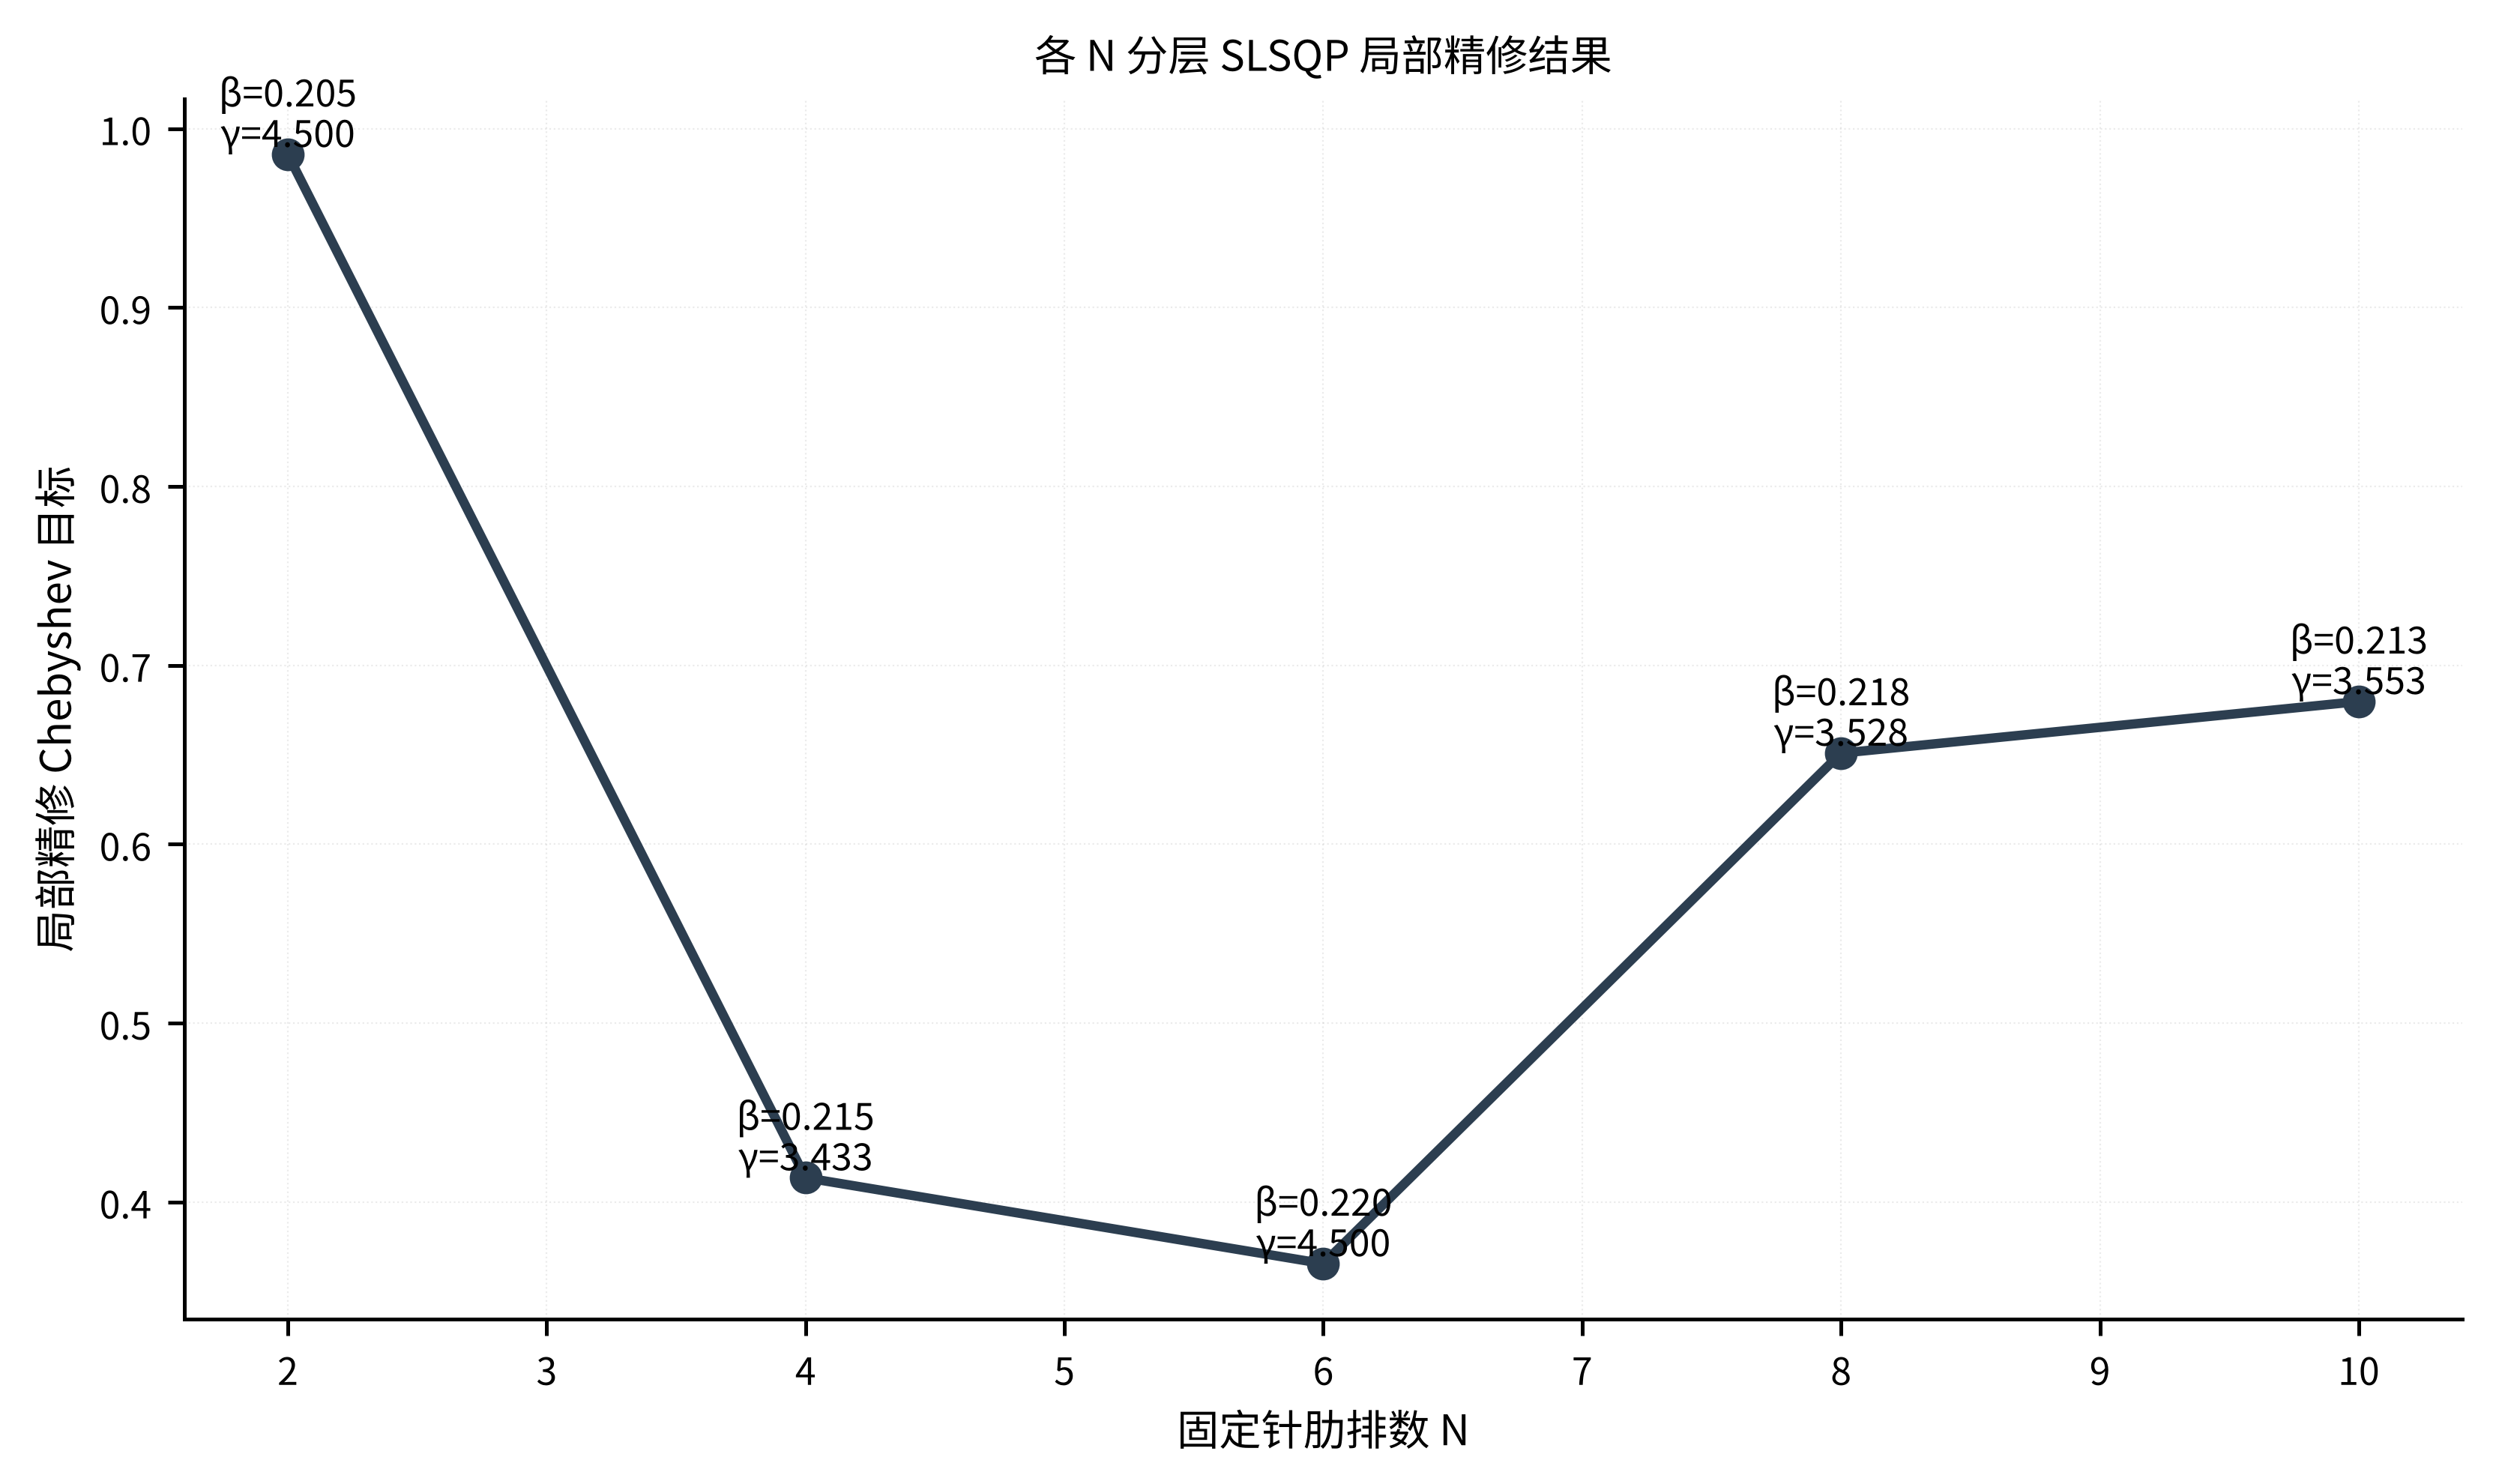 各 N 分层 SLSQP 局部精修结果
局部精修 Chebyshev 目标
1.0
0.9
0.8
0.7
0.6
0.5
0.4
β=0.205
γ=4.500
β=0.215
γ=3.433
β=0.220
γ=4.500
β=0.218
γ=3.528
β=0.213
γ=3.553
2
3
4
5
6
7
8
9
10
固定针肋排数 N